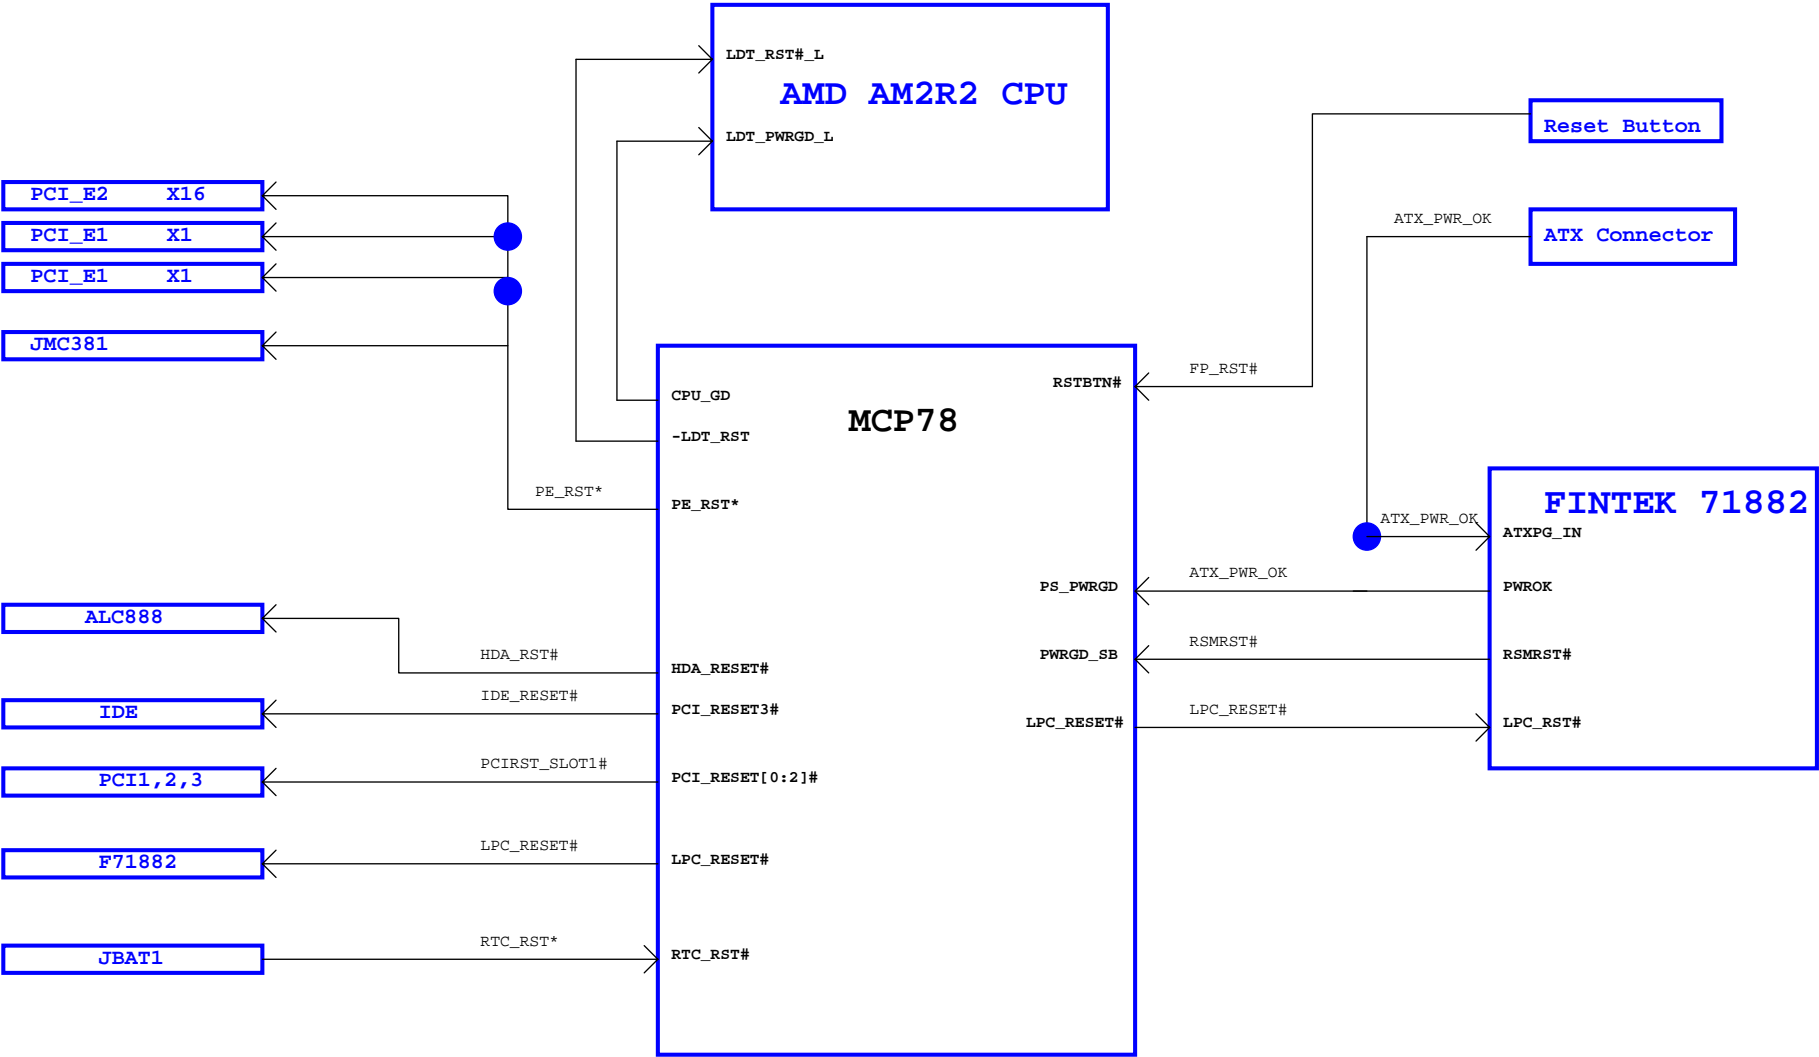 LDT_RST#_L
AMD AM2R2 CPU
LDT_PWRGD_L
Reset Button
ATX_PWR_OK
ATX Connector
PCI_E2 X16
PCI_E1 X1
PCI_E1 X1
JMC381
FP_RST#
RSTBTN#
CPU_GD
MCP78
-LDT_RST
PE_RST*
PE_RST*
FINTEK 71882
ATX_PWR_OK
ATXPG_IN
PS_PWRGD
ATX_PWR_OK
PWROK
ALC888
HDA_RST#
HDA_RESET#
PWRGD_SB
RSMRST#
RSMRST#
IDE
IDE_RESET#
PCI_RESET3#
LPC_RESET#
LPC_RESET#
LPC_RST#
PCI1,2,3
PCIRST_SLOT1#
PCI_RESET[0:2]#
F71882
LPC_RESET#
LPC_RESET#
JBAT1
RTC_RST*
RTC_RST#